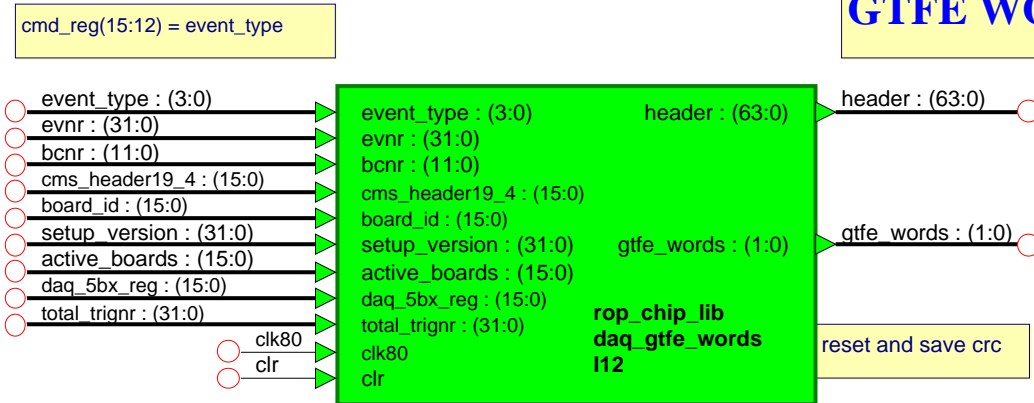 cmd_reg(15:12) = event_type
GTFE
event_type : (3:0)
evnr : (31:0)
bcnr : (11:0)
cms_header19_4 : (15:0)
board_id : (15:0)
setup_version : (31:0)
active_boards : (15:0)
daq_5bx_reg : (15:0)
total_trignr : (31:0)
clk80
clr
event_type : (3:0)
evnr : (31:0)
bcnr : (11:0)
cms_header19_4 : (15:0)
board_id : (15:0)
setup_version : (31:0)
active_boards : (15:0)
daq_5bx_reg : (15:0)
total_trignr : (31:0)
clk80
clr
header : (63:0)
gtfe_words : (1:0)
rop_chip_lib
daq_gtfe_words
I12
header : (63:0)
gtfe_words : (1:0)
reset and save crc